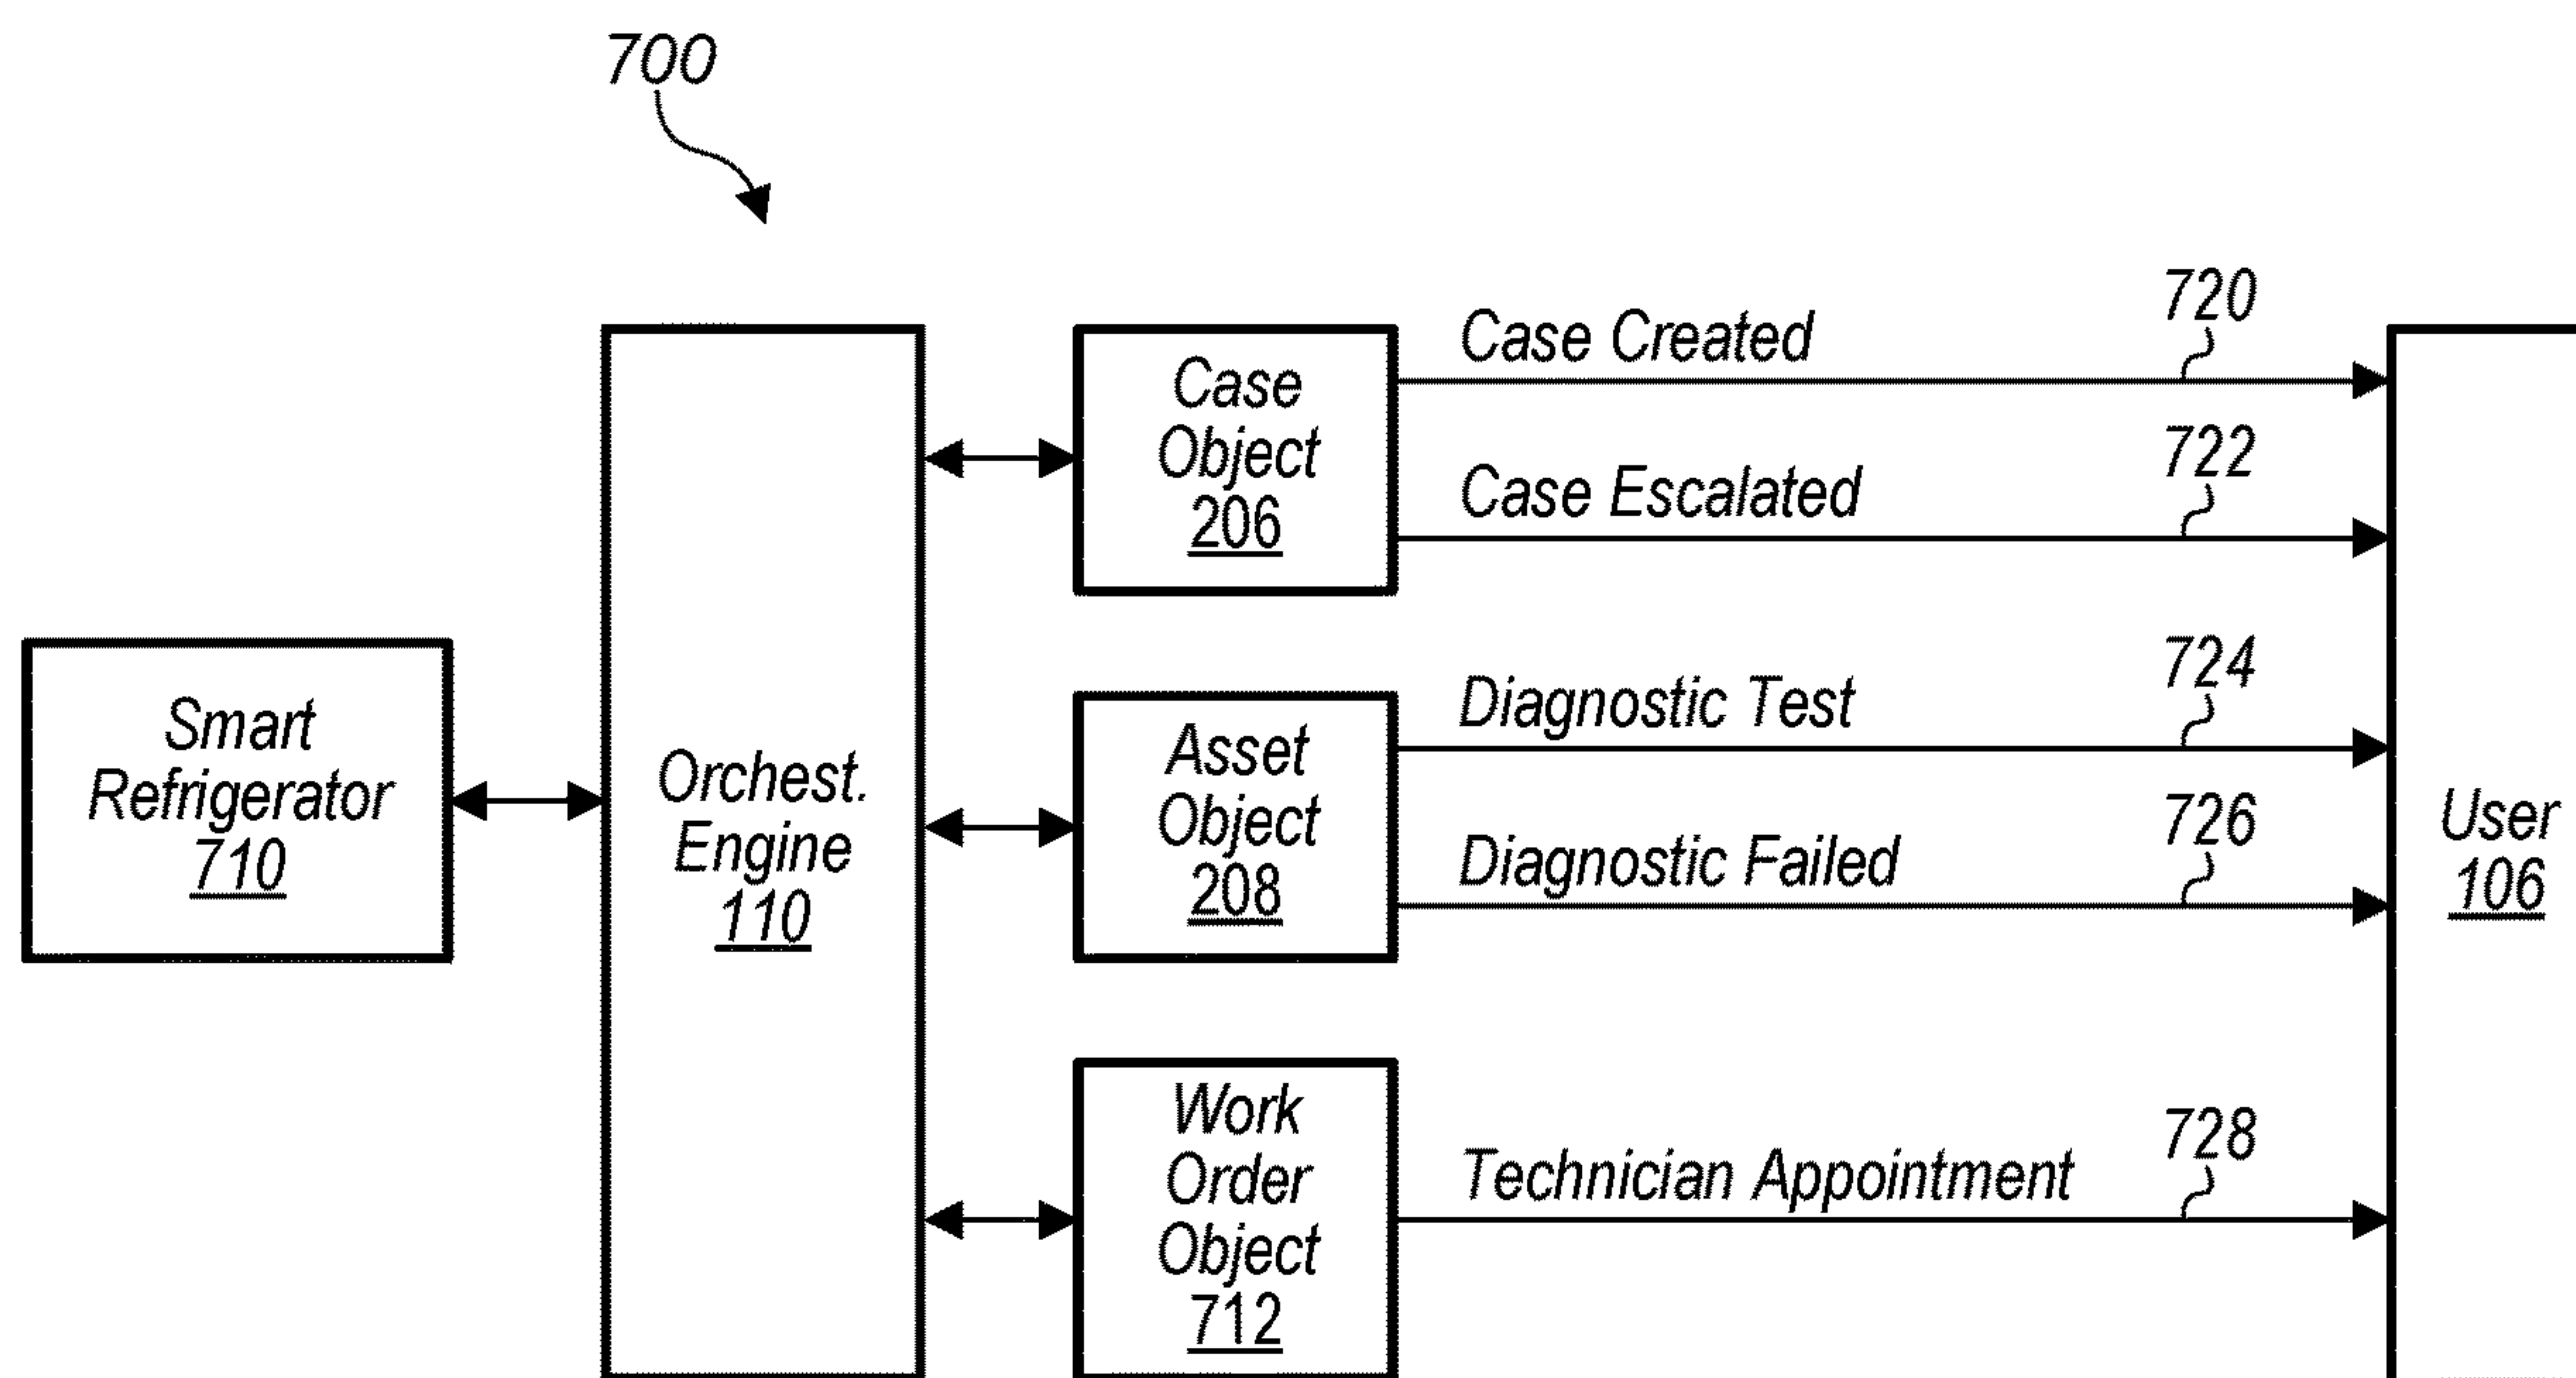 700
Smart
Refrigerator
710
Orchest.
Engine
110
Case
Object
206
Case Created
720
Case Escalated
722
Asset
Object
208
Diagnostic Test
724
Diagnostic Failed
726
Work
Order
Object
712
Technician Appointment
728
User
106